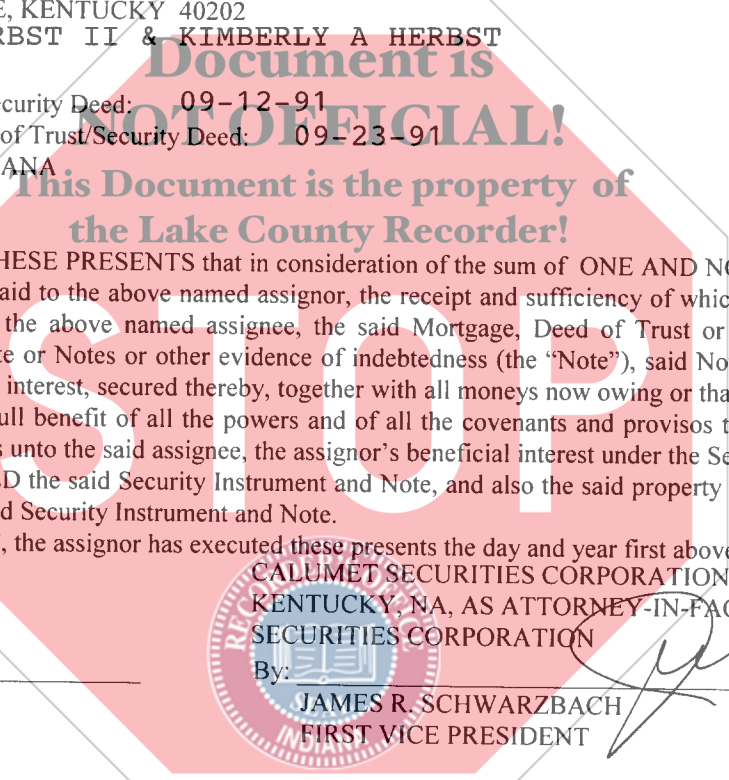 E, KENTUCKY 40202
RBST II & KIMBERLY A HERBST
Document is
ecurity Deed: 09-12-91
NOT OFFICIAL!
of Trust/Security Deed: 09-23-91
ANA
This Document is the property of
the Lake County Recorder!
HESE PRESENTS that in consideration of the sum of ONE AND NO
aid to the above named assignor, the receipt and sufficiency of whic
the above named assignee, the said Mortgage, Deed of Trust or
te or Notes or other evidence of indebtedness (the “Note”), said No
interest, secured thereby, together with all moneys now owing or tha
ull benefit of all the powers and of all the covenants and provisos t
s unto the said assignee, the assignor’s beneficial interest under the Se
D the said Security Instrument and Note, and also the said property
d Security Instrument and Note.
STOP
, the assignor has executed these presents the day and year first above
CALUMET SECURITIES CORPORATION
KENTUCKY, NA, AS ATTORNEY-IN-FAC
SECURITIES CORPORATION
By:
JAMES R. SCHWARZBACH
FIRST VICE PRESIDENT
RECORDER'S OFFICE
SEAL
INDIANA